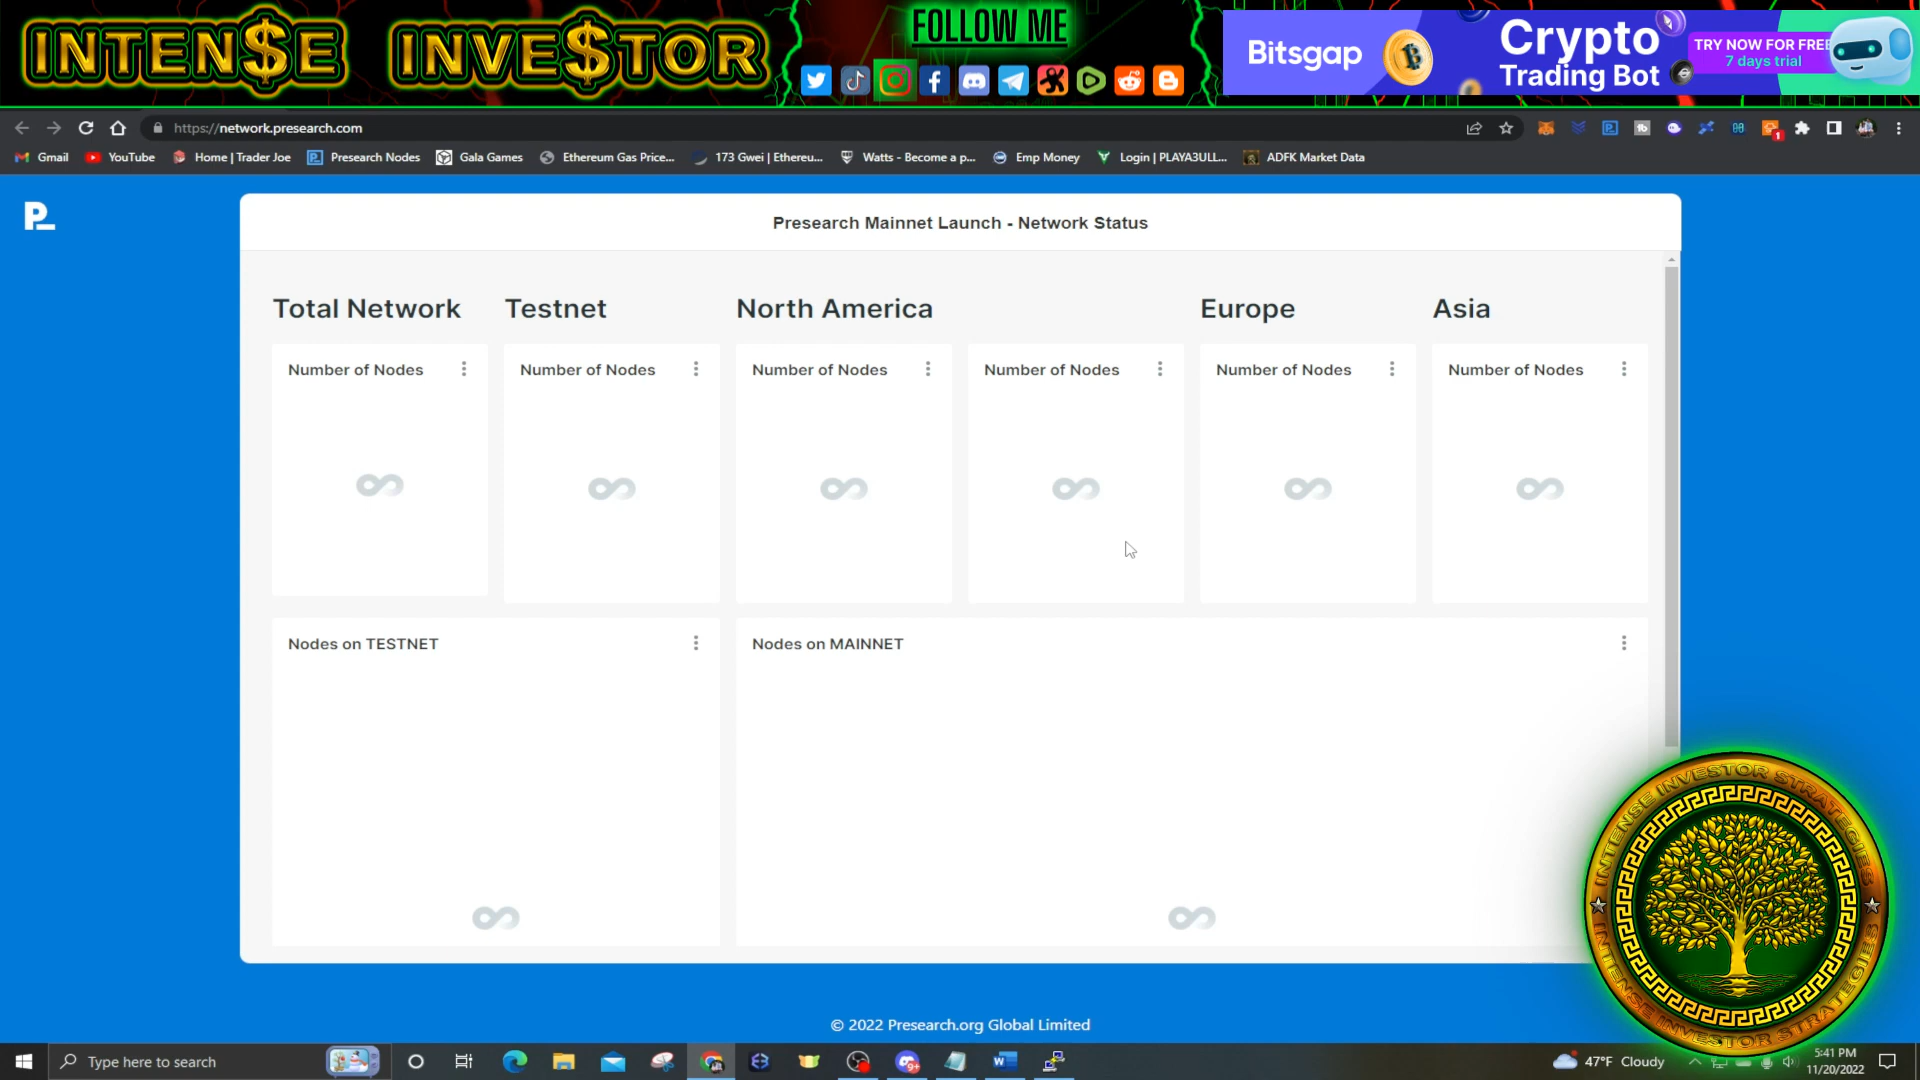 INTEN$E INVE$TOR
FOLLOW ME
Bitsgap
Crypto
Trading Bot
TRY NOW FOR FREE
7 days trial
https://network.presearch.com
Gmail
YouTube
Home | Trader Joe
Presearch Nodes
Gala Games
Ethereum Gas Price...
173 Gwei | Ethereu...
Watts - Become a p...
Emp Money
Login | PLAYA3ULL...
ADFK Market Data
P_
Presearch Mainnet Launch - Network Status
Total Network
Testnet
North America
Europe
Asia
Number of Nodes
Number of Nodes
Number of Nodes
Number of Nodes
Number of Nodes
Number of Nodes
Nodes on TESTNET
Nodes on MAINNET
INTENSE INVESTOR STRATEGIES
INTENSE INVESTOR STRATEGIES
© 2022 Presearch.org Global Limited
Type here to search
47°F Cloudy
5:41 PM
11/20/2022